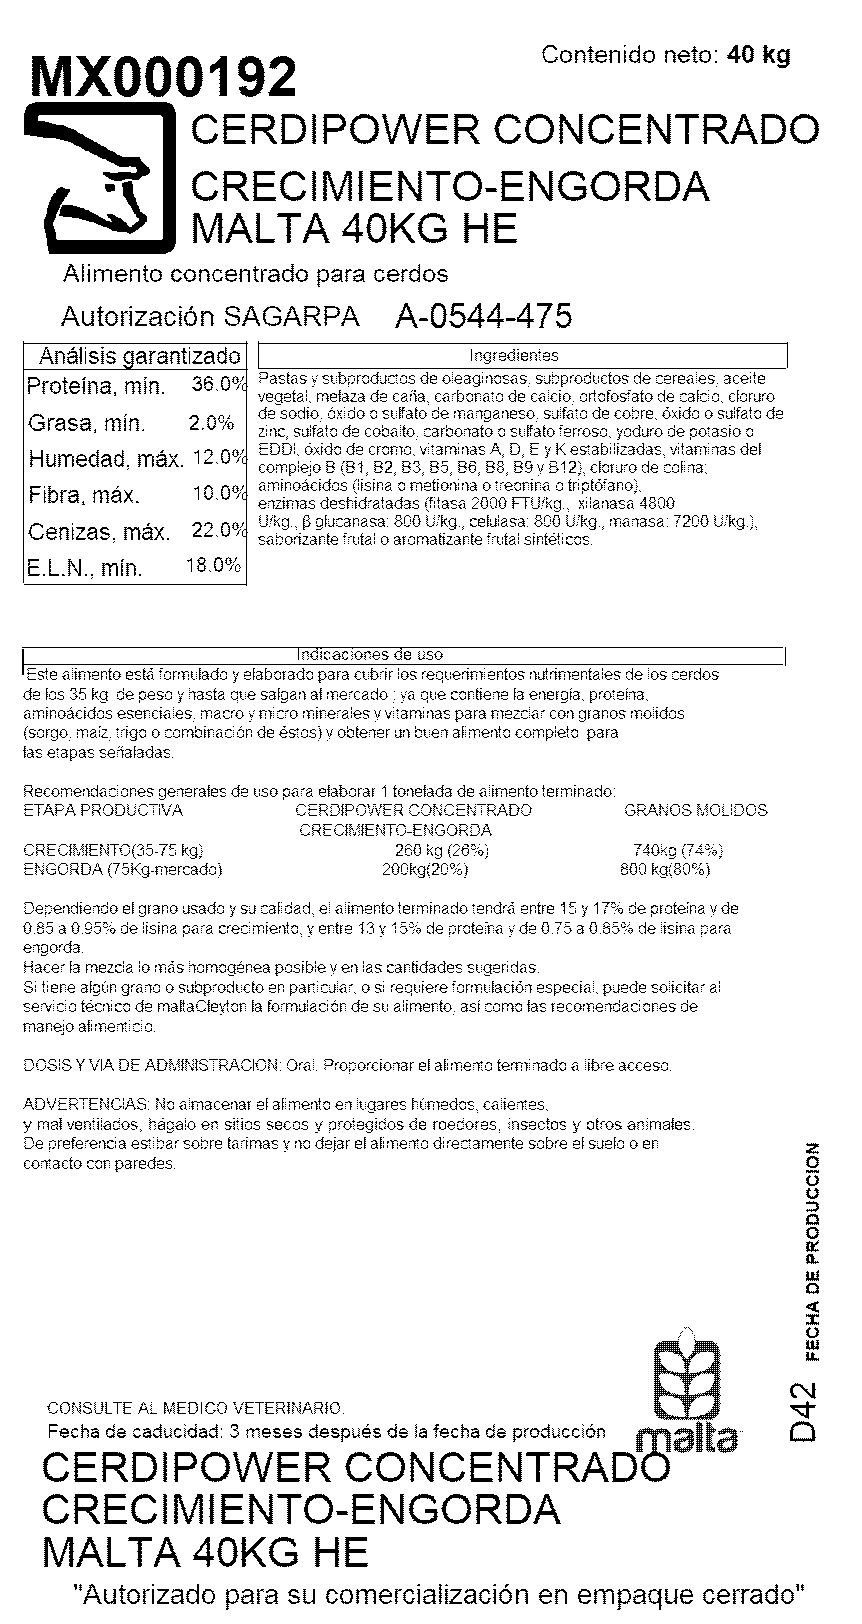 Contenido neto: 40 kg
MX000192
CERDIPOWER CONCENTRADO
CRECIMIENTO-ENGORDA
MALTA 40KG HE
Alimento concentrado para cerdos
Autorización SAGARPA A-0544-475
Análisis garantizado
Proteína, mín. 36.0%
Grasa, mín. 2.0%
Humedad, máx. 12.0%
Fibra, máx. 10.0%
Cenizas, máx. 22.0%
E.L.N., mín. 18.0%
Ingredientes
Pastas y subproductos de oleaginosas, subproductos de cereales, aceite
vegetal, melaza de caña, carbonato de calcio, ortofosfato de calcio, cloruro
de sodio, óxido o sulfato de manganeso, sulfato de cobre, óxido o sulfato de
zinc, sulfato de cobalto, carbonato o sulfato ferroso, yoduro de potasio o
EDDI, óxido de cromo, vitaminas A, D, E y K estabilizadas, vitaminas del
complejo B (B1, B2, B3, B5, B6, B8, B9 y B12), cloruro de colina;
aminoácidos (lisina o metionina o treonina o triptófano),
enzimas deshidratadas (fitasa 2000 FTU/kg., xilanasa 4800
U/kg., β glucanasa: 800 U/kg., celulasa: 800 U/kg., manasa: 7200 U/kg.),
saborizante frutal o aromatizante frutal sintéticos.
Indicaciones de uso
Este alimento está formulado y elaborado para cubrir los requerimientos nutrimentales de los cerdos
de los 35 kg de peso y hasta que salgan al mercado ; ya que contiene la energía, proteína,
aminoácidos esenciales, macro y micro minerales y vitaminas para mezclar con granos molidos
(sorgo, maíz, trigo o combinación de éstos) y obtener un buen alimento completo para
las etapas señaladas.
Recomendaciones generales de uso para elaborar 1 tonelada de alimento terminado:
ETAPA PRODUCTIVA CERDIPOWER CONCENTRADO GRANOS MOLIDOS
CRECIMIENTO-ENGORDA
CRECIMIENTO(35-75 kg) 260 kg (26%) 740kg (74%)
ENGORDA (75Kg-mercado) 200kg(20%) 800 kg(80%)
Dependiendo el grano usado y su calidad, el alimento terminado tendrá entre 15 y 17% de proteína y de
0.85 a 0.95% de lisina para crecimiento, y entre 13 y 15% de proteína y de 0.75 a 0.85% de lisina para
engorda.
Hacer la mezcla lo más homogénea posible y en las cantidades sugeridas.
Si tiene algún grano o subproducto en particular, o si requiere formulación especial, puede solicitar al
servicio técnico de maltaCleyton la formulación de su alimento, así como las recomendaciones de
manejo alimenticio.
DOSIS Y VIA DE ADMINISTRACION: Oral. Proporcionar el alimento terminado a libre acceso.
ADVERTENCIAS: No almacenar el alimento en lugares húmedos, calientes,
y mal ventilados, hágalo en sitios secos y protegidos de roedores, insectos y otros animales.
De preferencia estibar sobre tarimas y no dejar el alimento directamente sobre el suelo o en
contacto con paredes.
FECHA DE PRODUCCION
D42
CONSULTE AL MEDICO VETERINARIO.
Fecha de caducidad: 3 meses después de la fecha de producción
malta
CERDIPOWER CONCENTRADO
CRECIMIENTO-ENGORDA
MALTA 40KG HE
"Autorizado para su comercialización en empaque cerrado"